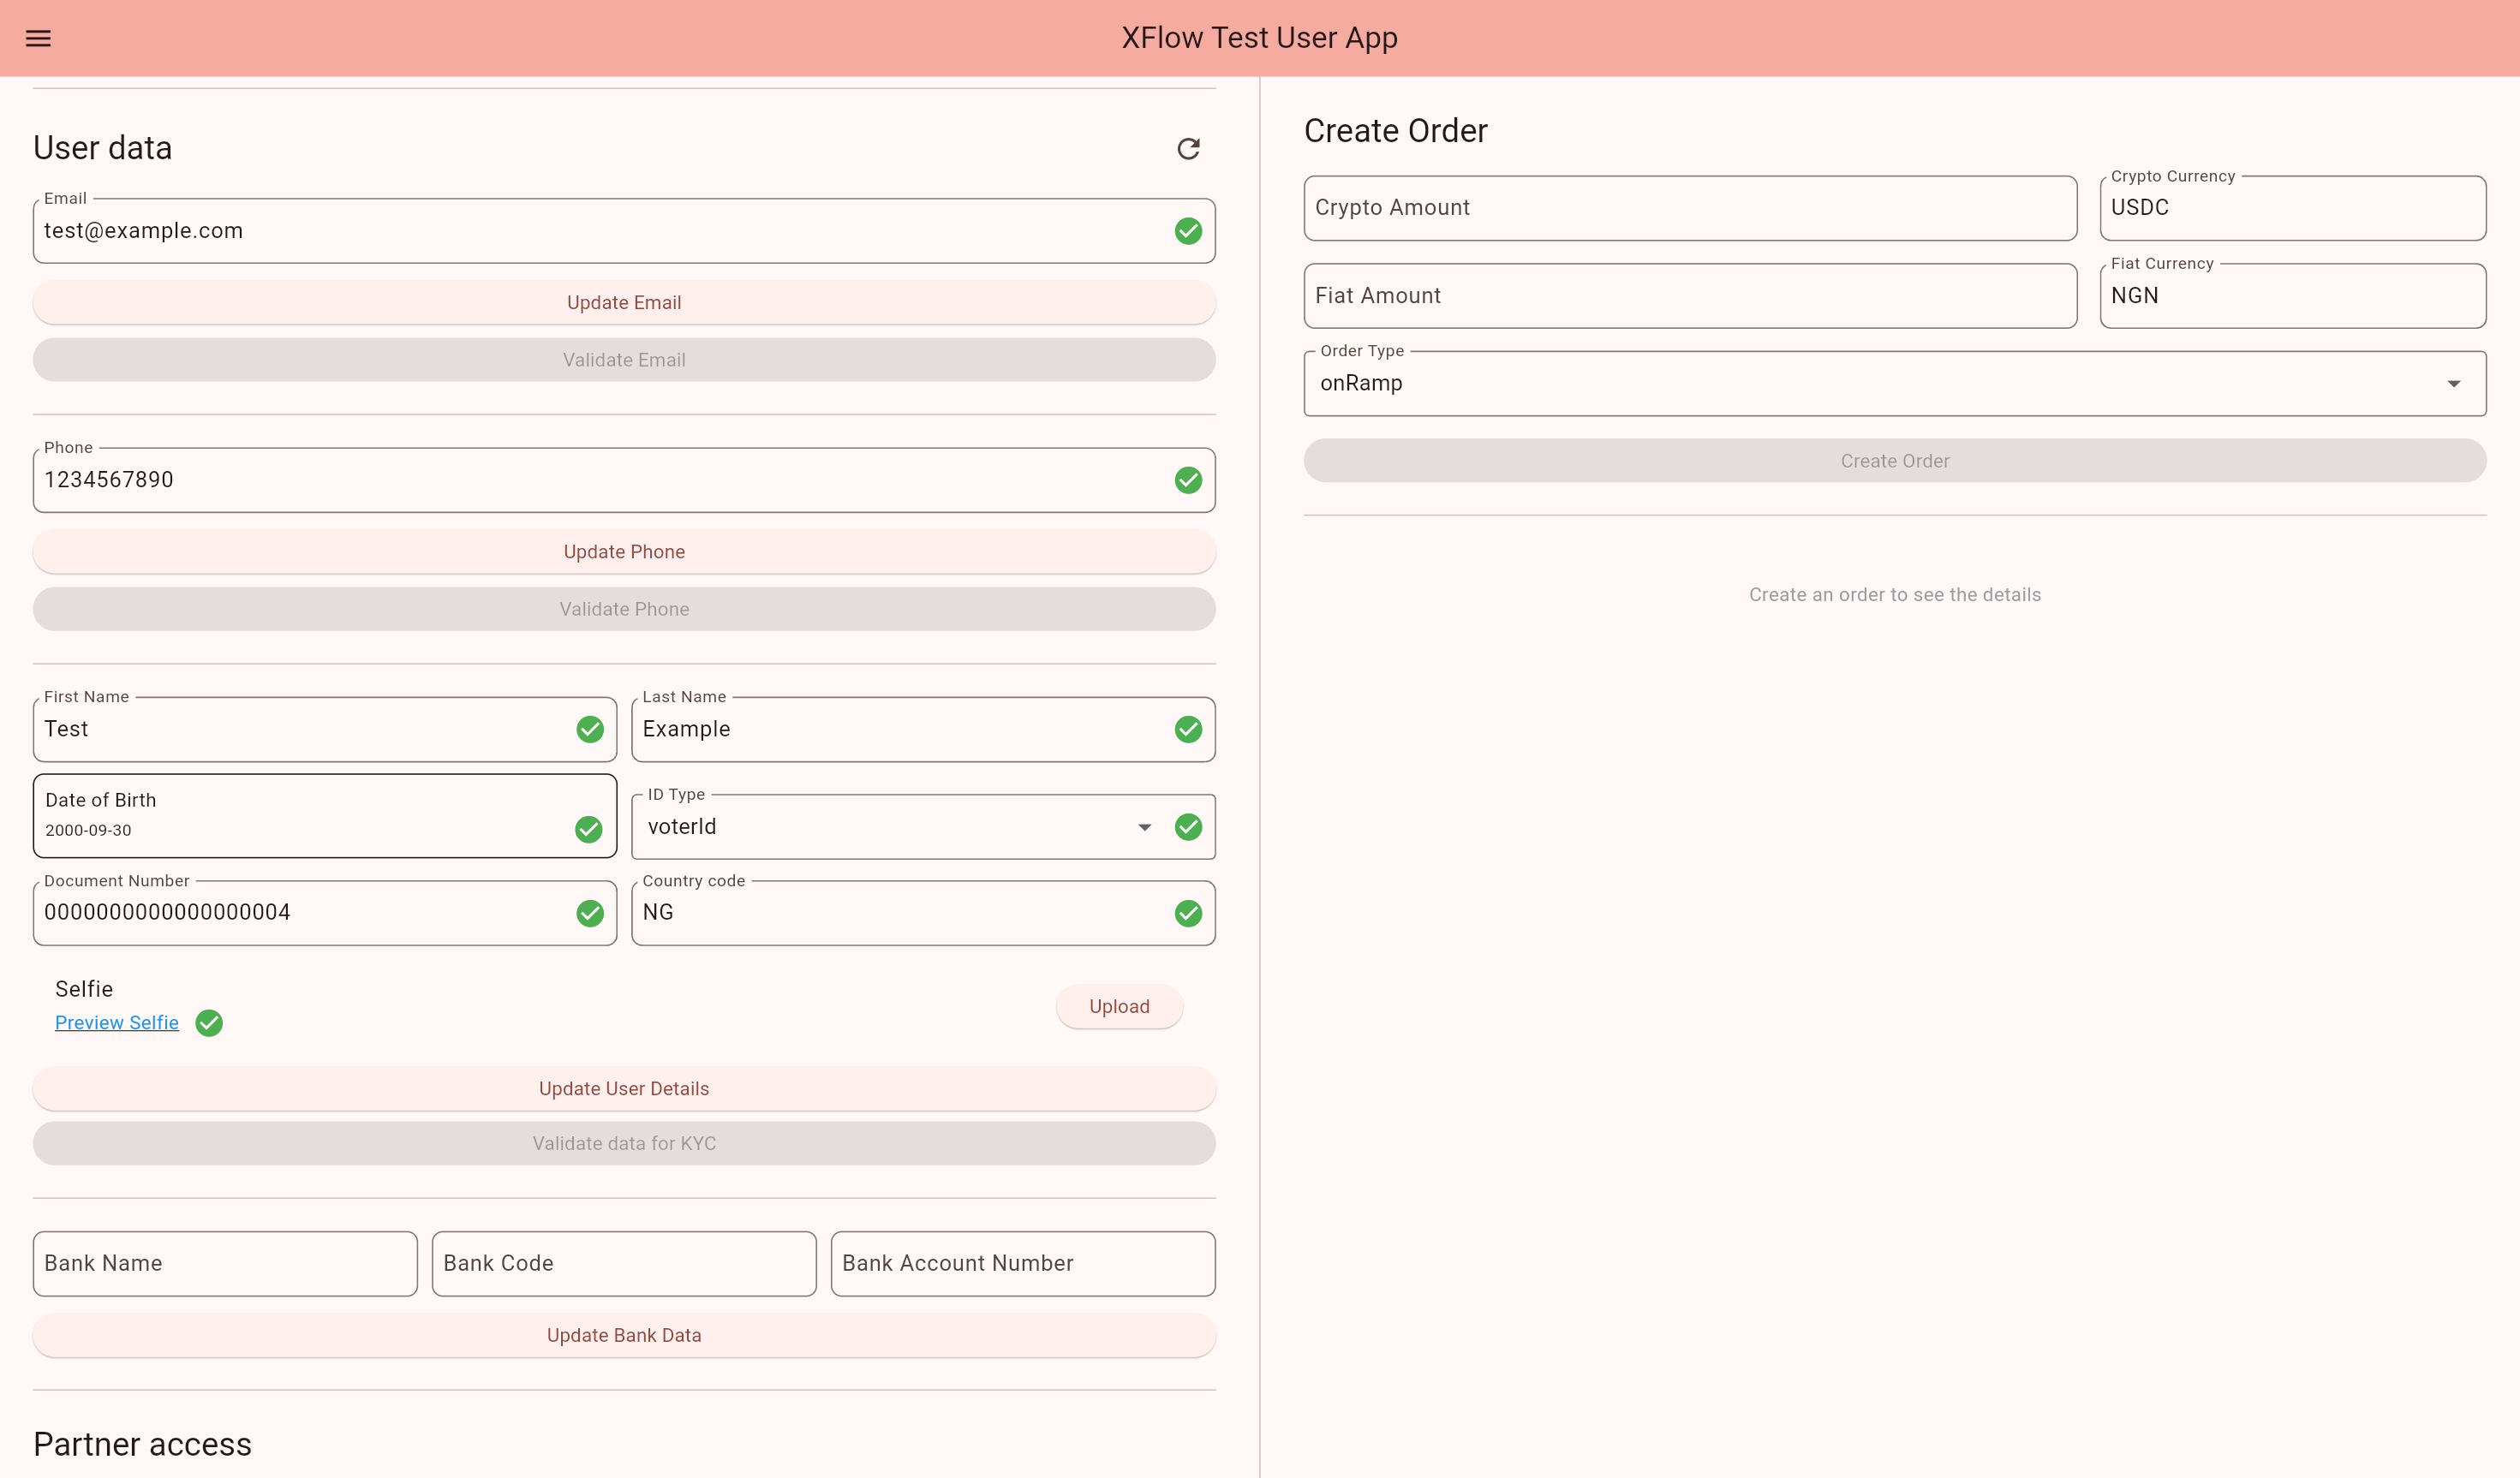 XFlow Test User App
User data
Email
test@example.com
Update Email
Validate Email
Phone
1234567890
Update Phone
Validate Phone
First Name
Test
Last Name
Example
Date of Birth
2000-09-30
ID Type
voterId
Document Number
0000000000000000004
Country code
NG
Selfie
Preview Selfie
Upload
Update User Details
Validate data for KYC
Bank Name
Bank Code
Bank Account Number
Update Bank Data
Partner access
Create Order
Crypto Amount
Crypto Currency
USDC
Fiat Amount
Fiat Currency
NGN
Order Type
onRamp
Create Order
Create an order to see the details